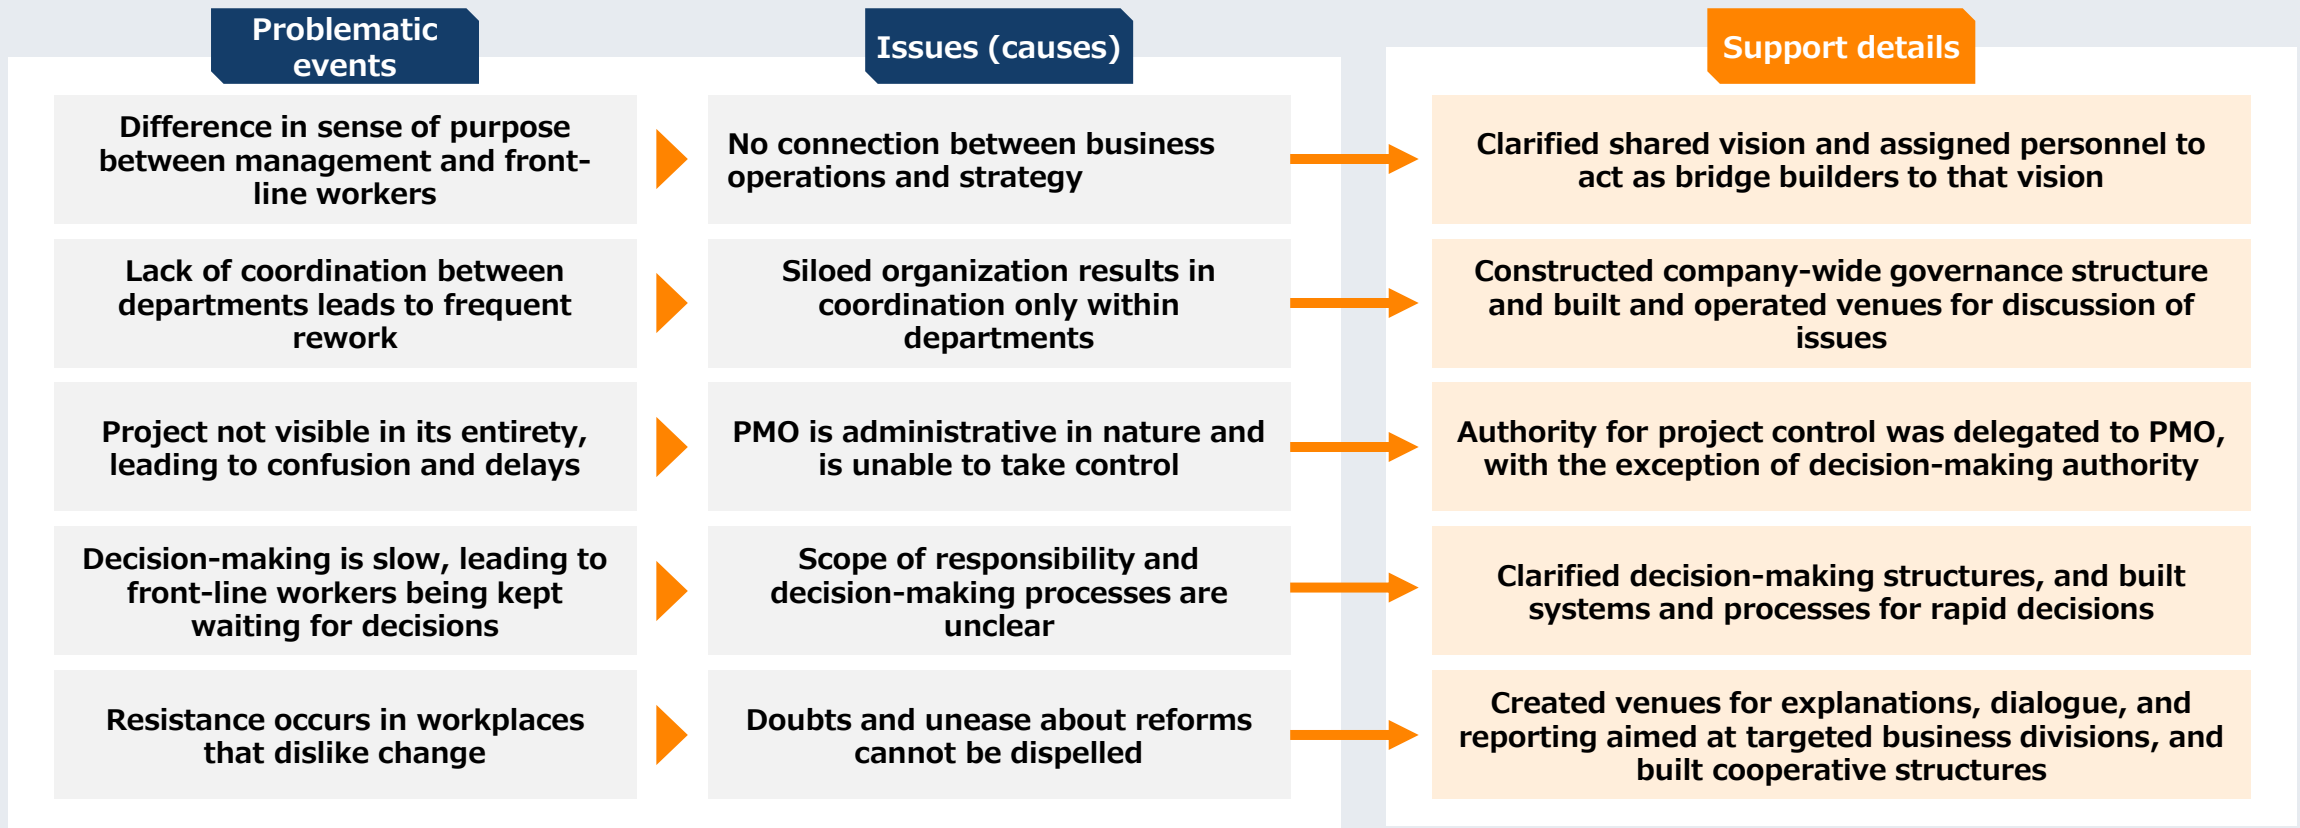 Problematic
events
Issues (causes)
Support details
Difference in sense of purpose
between management and front-
line workers
No connection between business
operations and strategy
Clarified shared vision and assigned personnel to
act as bridge builders to that vision
Lack of coordination between
departments leads to frequent
rework
Siloed organization results in
coordination only within
departments
Constructed company-wide governance structure
and built and operated venues for discussion of
issues
Project not visible in its entirety,
leading to confusion and delays
PMO is administrative in nature and
is unable to take control
Authority for project control was delegated to PMO,
with the exception of decision-making authority
Decision-making is slow, leading to
front-line workers being kept
waiting for decisions
Scope of responsibility and
decision-making processes are
unclear
Clarified decision-making structures, and built
systems and processes for rapid decisions
Resistance occurs in workplaces
that dislike change
Doubts and unease about reforms
cannot be dispelled
Created venues for explanations, dialogue, and
reporting aimed at targeted business divisions, and
built cooperative structures